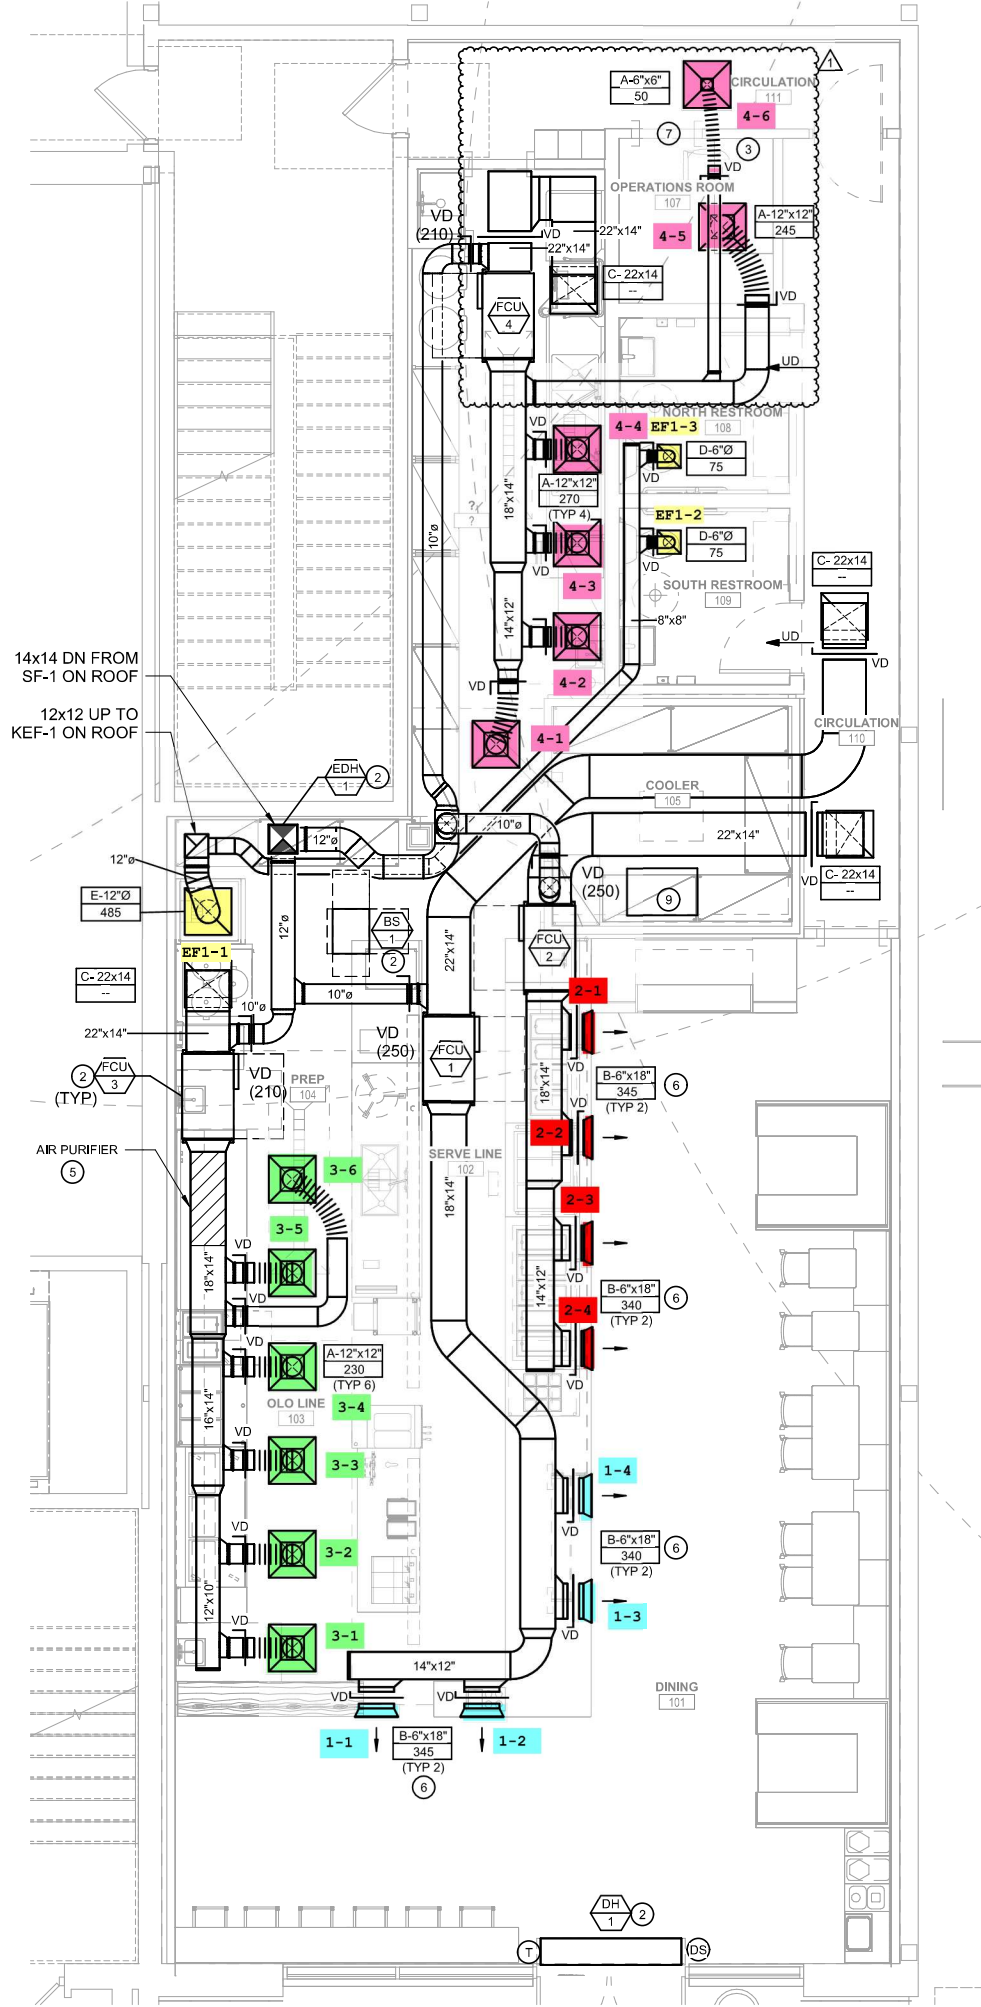 A-6"x6"
50
CIRCULATION
111
1
4-6
7
3
VD
OPERATIONS ROOM
107
VD
(210)
VD
22"x14"
22"x14"
4-5
A-12"x12"
245
C- 22x14
--
VD
FCU
4
UD
NORTH RESTROOM
108
4-4
EF1-3
VD
D-6"Ø
75
VD
A-12"x12"
270
(TYP 4)
18"x14"
?
?
10"ø
EF1-2
D-6"Ø
75
VD
VD
4-3
C- 22x14
--
SOUTH RESTROOM
109
14"x12"
8"x8"
UD
VD
14x14 DN FROM
SF-1 ON ROOF
VD
4-2
12x12 UP TO
KEF-1 ON ROOF
4-1
CIRCULATION
110
EDH
1
2
COOLER
105
12"ø
10"ø
22"x14"
12"ø
VD
(250)
VD
C- 22x14
--
E-12"Ø
485
9
BS
1
2
12"ø
22"x14"
FCU
2
EF1-1
C- 22x14
--
10"ø
10"ø
2-1
22"x14"
VD
(250)
FCU
1
VD
2
FCU
3
(TYP)
VD
(210)
PREP
104
18"x14"
B-6"x18"
345
(TYP 2)
6
VD
2-2
AIR PURIFIER
5
SERVE LINE
102
3-6
18"x14"
2-3
3-5
VD
18"x14"
VD
14"x12"
B-6"x18"
340
(TYP 2)
6
VD
2-4
VD
A-12"x12"
230
(TYP 6)
VD
16"x14"
OLO LINE
103
3-4
VD
3-3
1-4
VD
VD
B-6"x18"
340
(TYP 2)
6
3-2
12"x10"
VD
1-3
3-1
VD
14"x12"
DINING
101
VD
VD
1-1
1-2
B-6"x18"
345
(TYP 2)
6
DH
1
2
T
DS